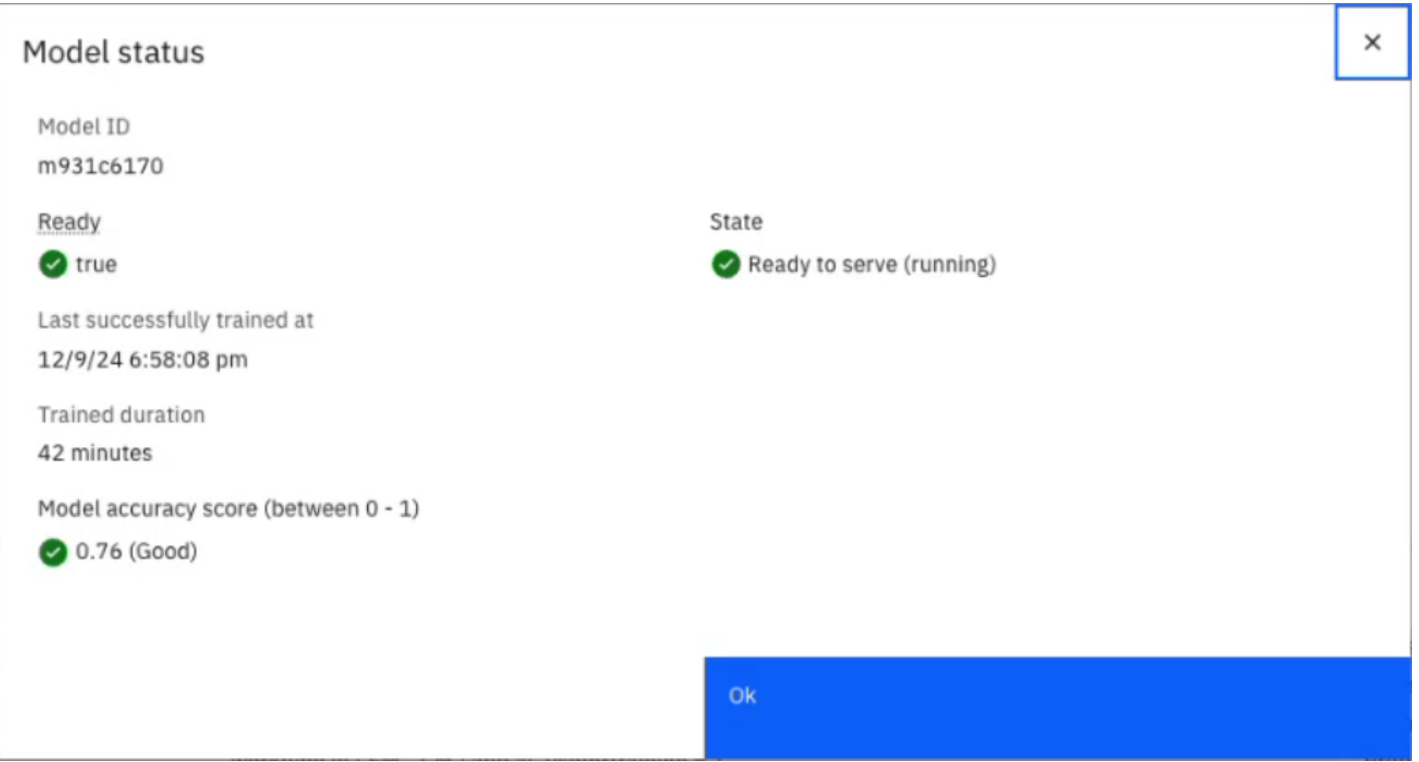 Model status
Model ID
m931c6170
Ready
State
true
Ready to serve (running)
Last successfully trained at
12/9/24 6:58:08 pm
Trained duration
42 minutes
Model accuracy score (between 0 - 1)
0.76 (Good)
Ok